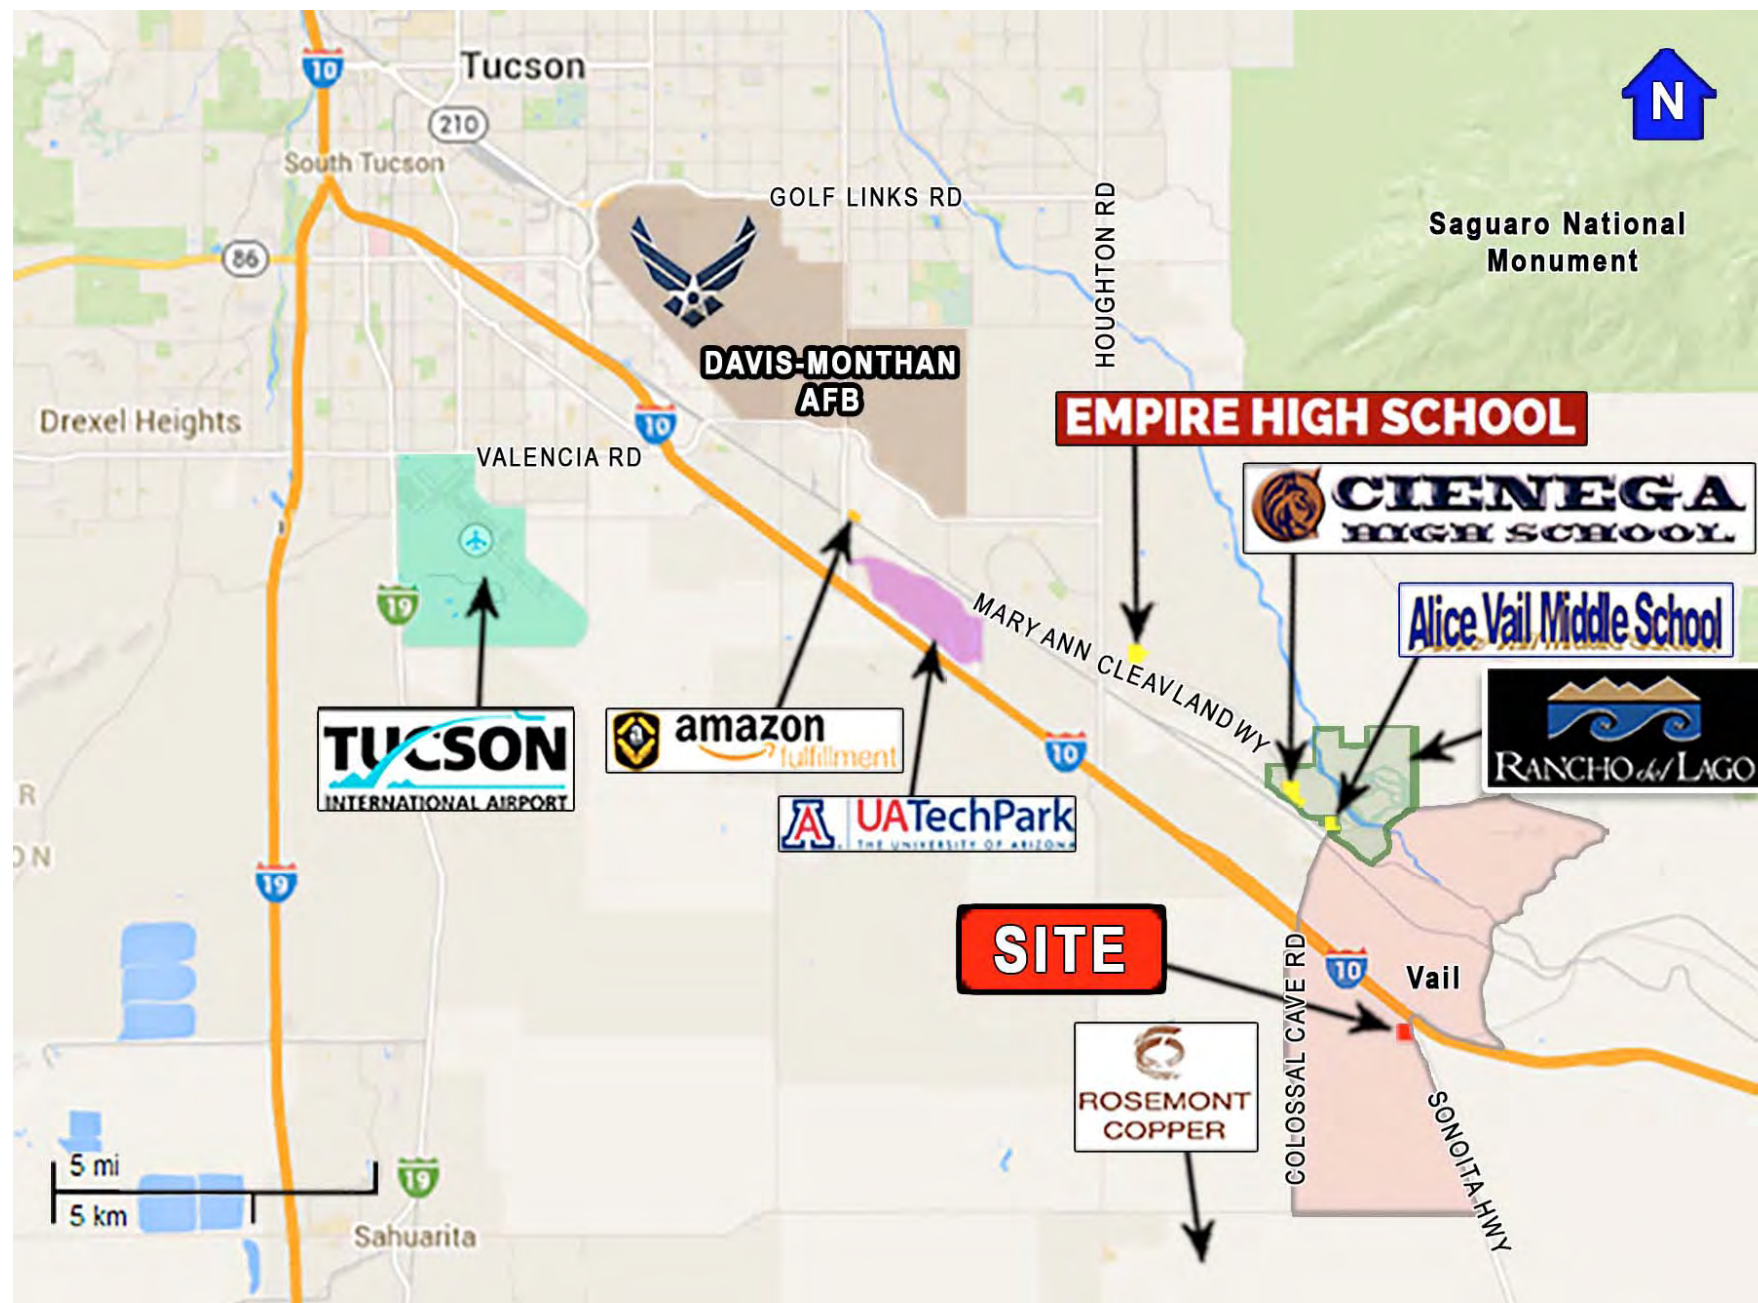 10
Tucson
N
210
South Tucson
GOLF LINKS RD
HOUGHTON RD
Saguaro National
Monument
86
DAVIS-MONTHAN
AFB
EMPIRE HIGH SCHOOL
Drexel Heights
10
VALENCIA RD
CIENEGA
HIGH SCHOOL
19
MARY ANN CLEAVLAND WY
Alice Vail Middle School
TUCSON
INTERNATIONAL AIRPORT
amazon
fulfillment
10
RANCHO del LAGO
R
UATechPark
THE UNIVERSITY OF ARIZONA
A
ON
19
SITE
COLOSSAL CAVE RD
10
Vail
ROSEMONT
COPPER
SONOITA HWY
5 mi
19
5 km
Sahuarita